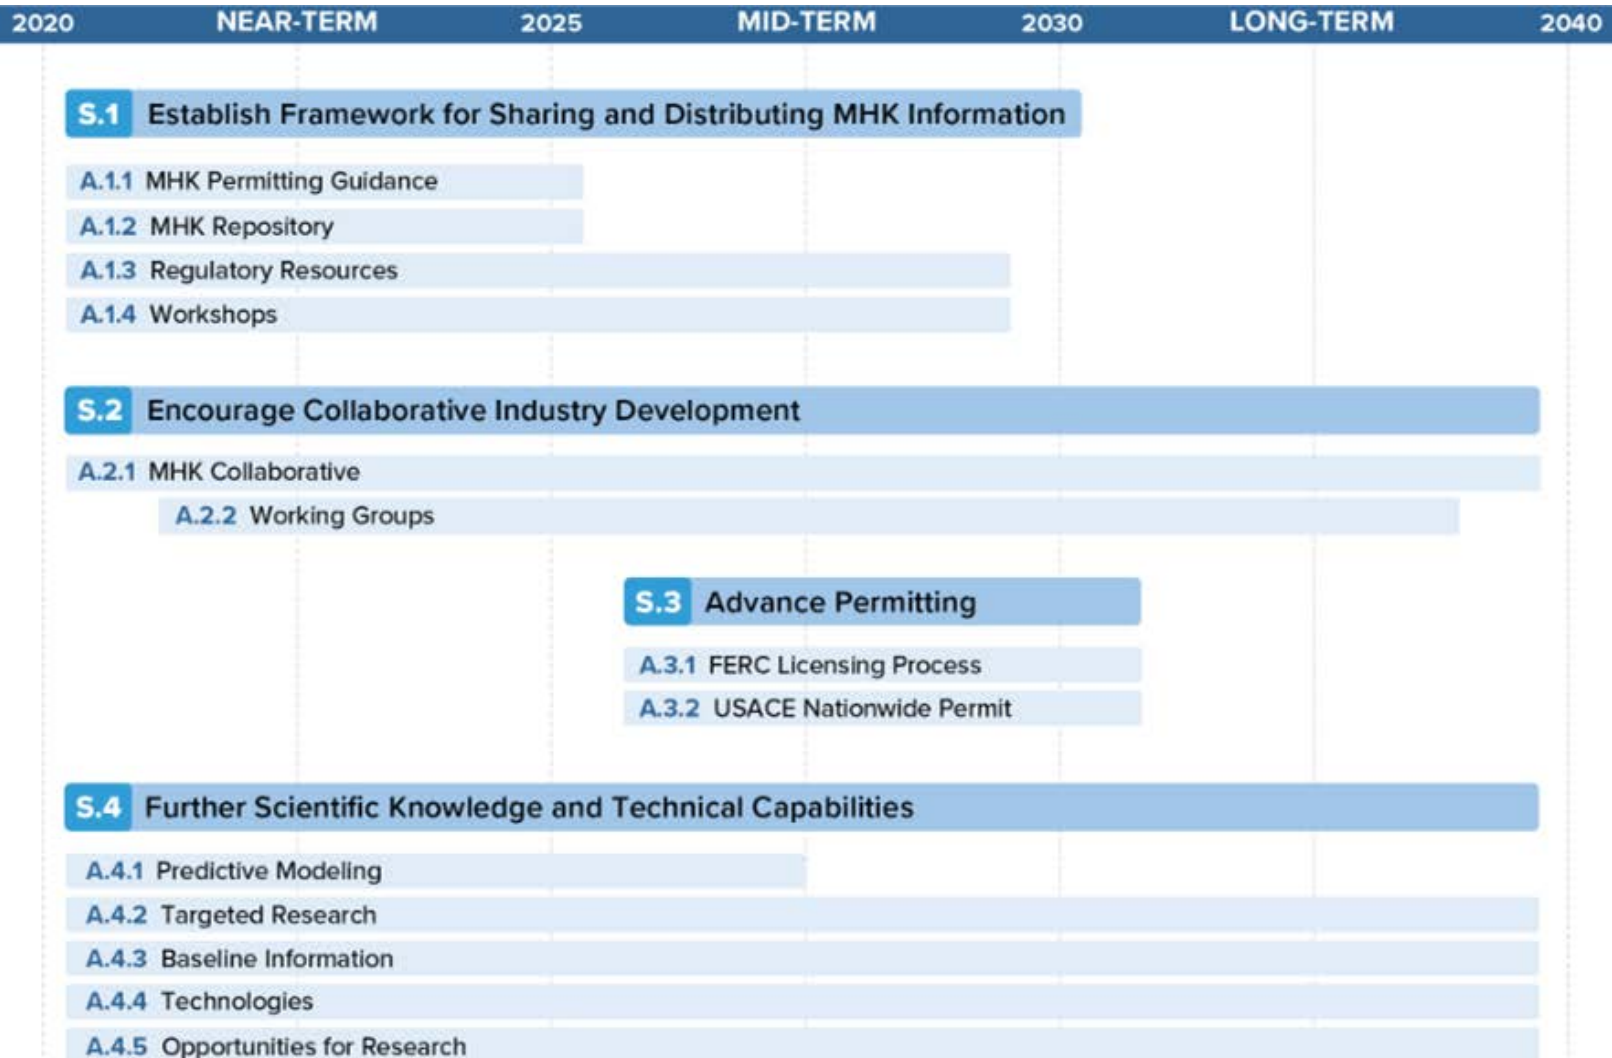 2020 NEAR-TERM 2025 MID-TERM 2030 LONG-TERM 2040
S.1 Establish Framework for Sharing and Distributing MHK Information
A.1.1 MHK Permitting Guidance
A.1.2 MHK Repository
A.1.3 Regulatory Resources
A.1.4 Workshops
S.2 Encourage Collaborative Industry Development
A.2.1 MHK Collaborative
A.2.2 Working Groups
S.3 Advance Permitting
A.3.1 FERC Licensing Process
A.3.2 USACE Nationwide Permit
S.4 Further Scientific Knowledge and Technical Capabilities
A.4.1 Predictive Modeling
A.4.2 Targeted Research
A.4.3 Baseline Information
A.4.4 Technologies
A.4.5 Opportunities for Research